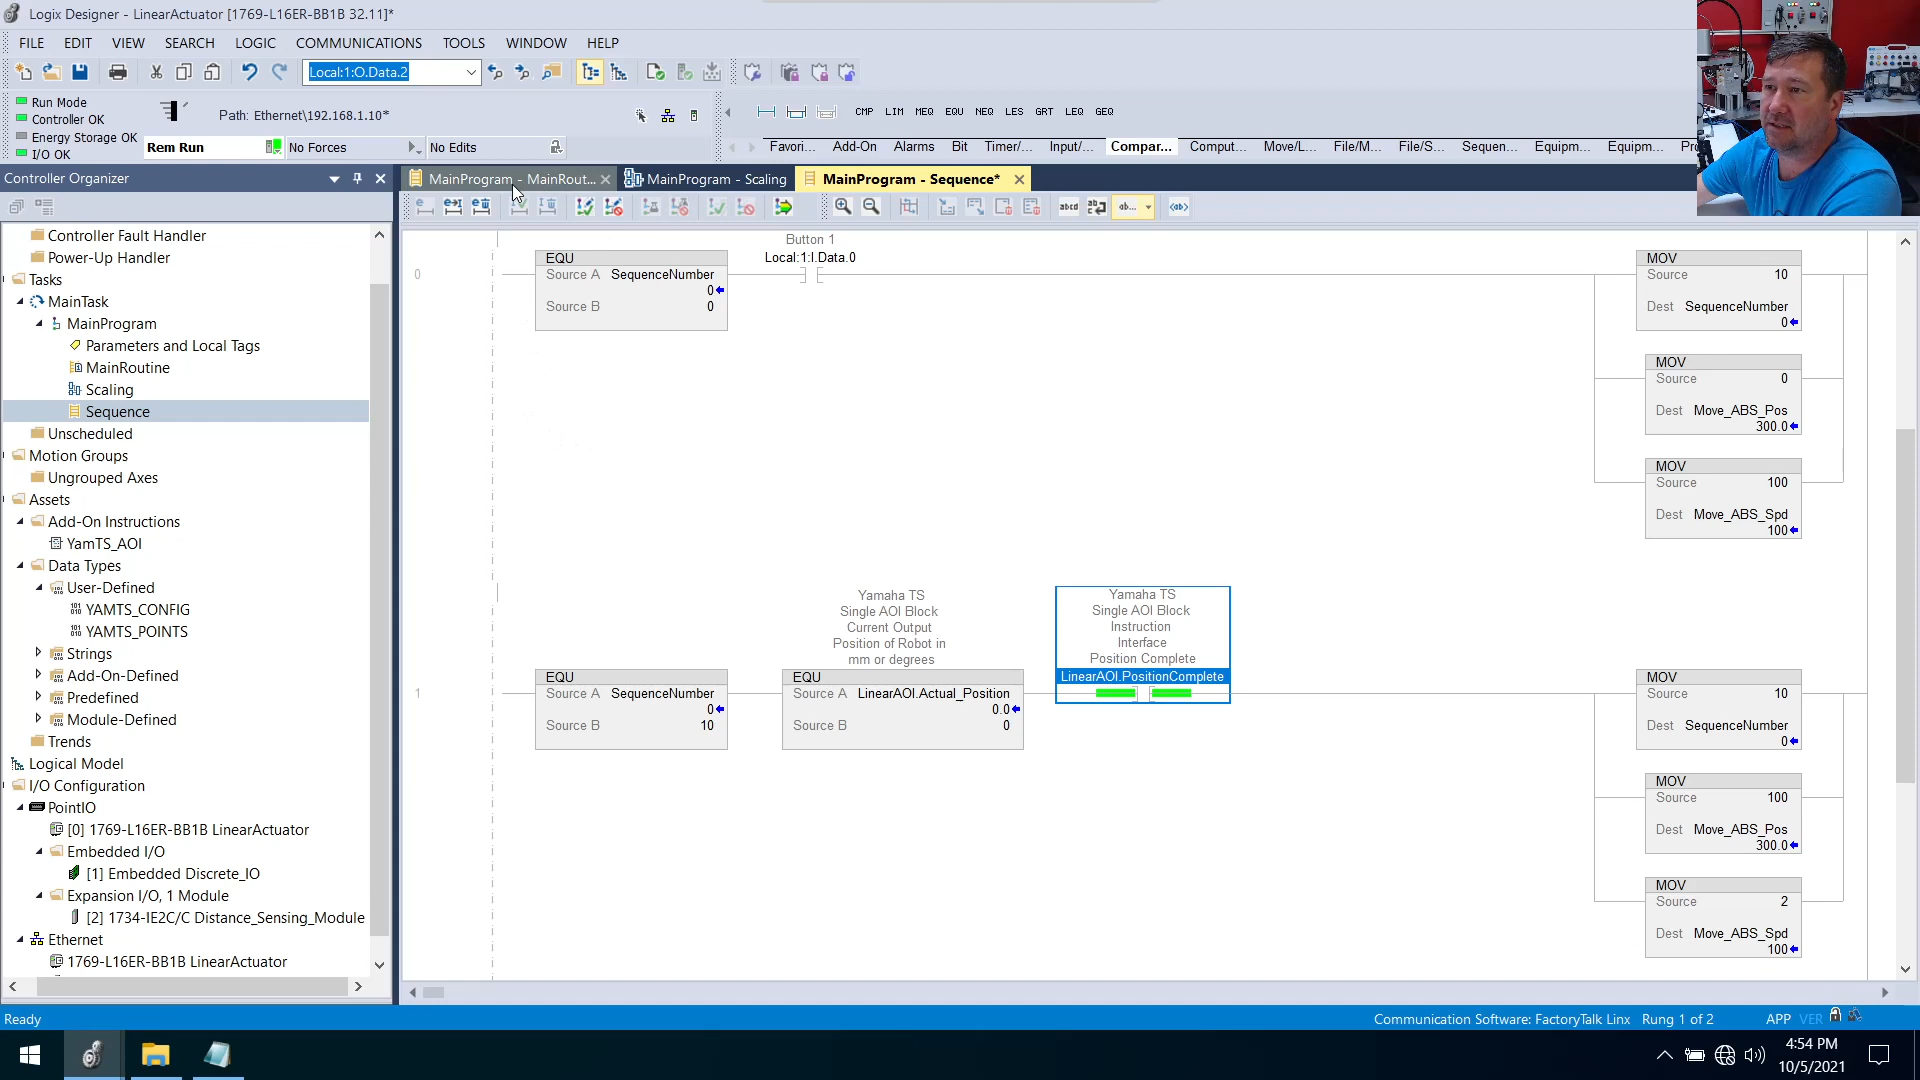 Logix Designer - LinearActuator [1769-L16ER-BB1B 32.11]*
FILE EDIT VIEW SEARCH LOGIC COMMUNICATIONS TOOLS WINDOW HELP
Local:1:O.Data.2
Run Mode
Controller OK
Energy Storage OK
I/O OK
Path: Ethernet\192.168.1.10*
Rem Run No Forces No Edits
CMP LIM MEQ EQU NEQ LES GRT LEQ GEQ
Favori... Add-On Alarms Bit Timer/... Input/... Compar... Comput... Move/L... File/M... File/S... Sequen... Equipm... Equipm...
Controller Organizer
MainProgram - MainRout... MainProgram - Scaling MainProgram - Sequence*
Controller Fault Handler
Power-Up Handler
Tasks
MainTask
MainProgram
Parameters and Local Tags
MainRoutine
Scaling
Sequence
Unscheduled
Motion Groups
Ungrouped Axes
Assets
Add-On Instructions
YamTS_AOI
Data Types
User-Defined
YAMTS_CONFIG
YAMTS_POINTS
Strings
Add-On-Defined
Predefined
Module-Defined
Trends
Logical Model
I/O Configuration
PointIO
[0] 1769-L16ER-BB1B LinearActuator
Embedded I/O
[1] Embedded Discrete_IO
Expansion I/O, 1 Module
[2] 1734-IE2C/C Distance_Sensing_Module
Ethernet
1769-L16ER-BB1B LinearActuator
0
EQU
Source A SequenceNumber
0
Source B 0
Button 1
Local:1:I.Data.0
MOV
Source 10
Dest SequenceNumber
0
MOV
Source 0
Dest Move_ABS_Pos
300.0
MOV
Source 100
Dest Move_ABS_Spd
100
1
EQU
Source A SequenceNumber
0
Source B 10
Yamaha TS
Single AOI Block
Current Output
Position of Robot in
mm or degrees
EQU
Source A LinearAOI.Actual_Position
0.0
Source B 0
Yamaha TS
Single AOI Block
Instruction
Interface
Position Complete
LinearAOI.PositionComplete
MOV
Source 10
Dest SequenceNumber
0
MOV
Source 100
Dest Move_ABS_Pos
300.0
MOV
Source 2
Dest Move_ABS_Spd
100
Ready
Communication Software: FactoryTalk Linx Rung 1 of 2 APP VER
4:54 PM
10/5/2021